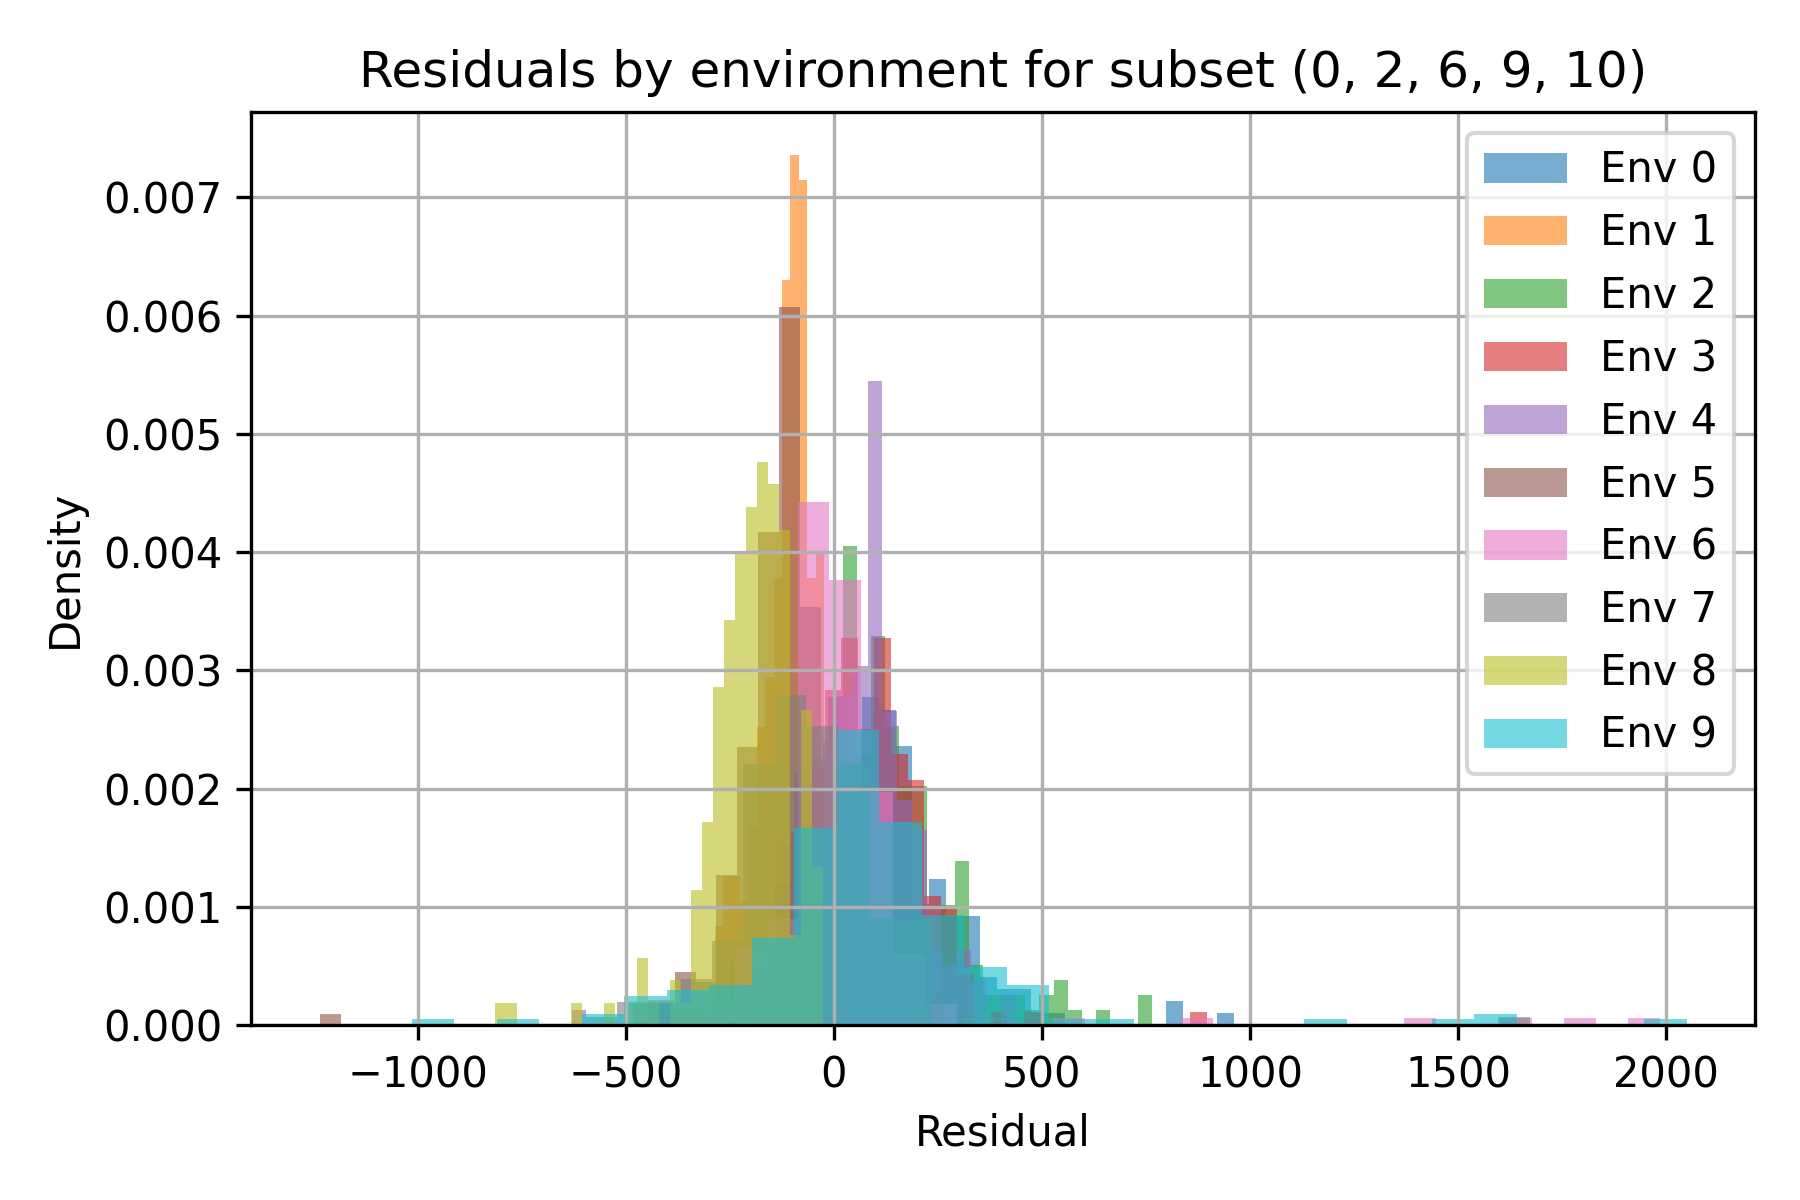 Residuals by environment for subset (0, 2, 6, 9, 10)
Density
0.007
0.006
0.005
0.004
0.003
0.002
0.001
0.000
−1000
−500
0
500
1000
1500
2000
Residual
Env 0
Env 1
Env 2
Env 3
Env 4
Env 5
Env 6
Env 7
Env 8
Env 9